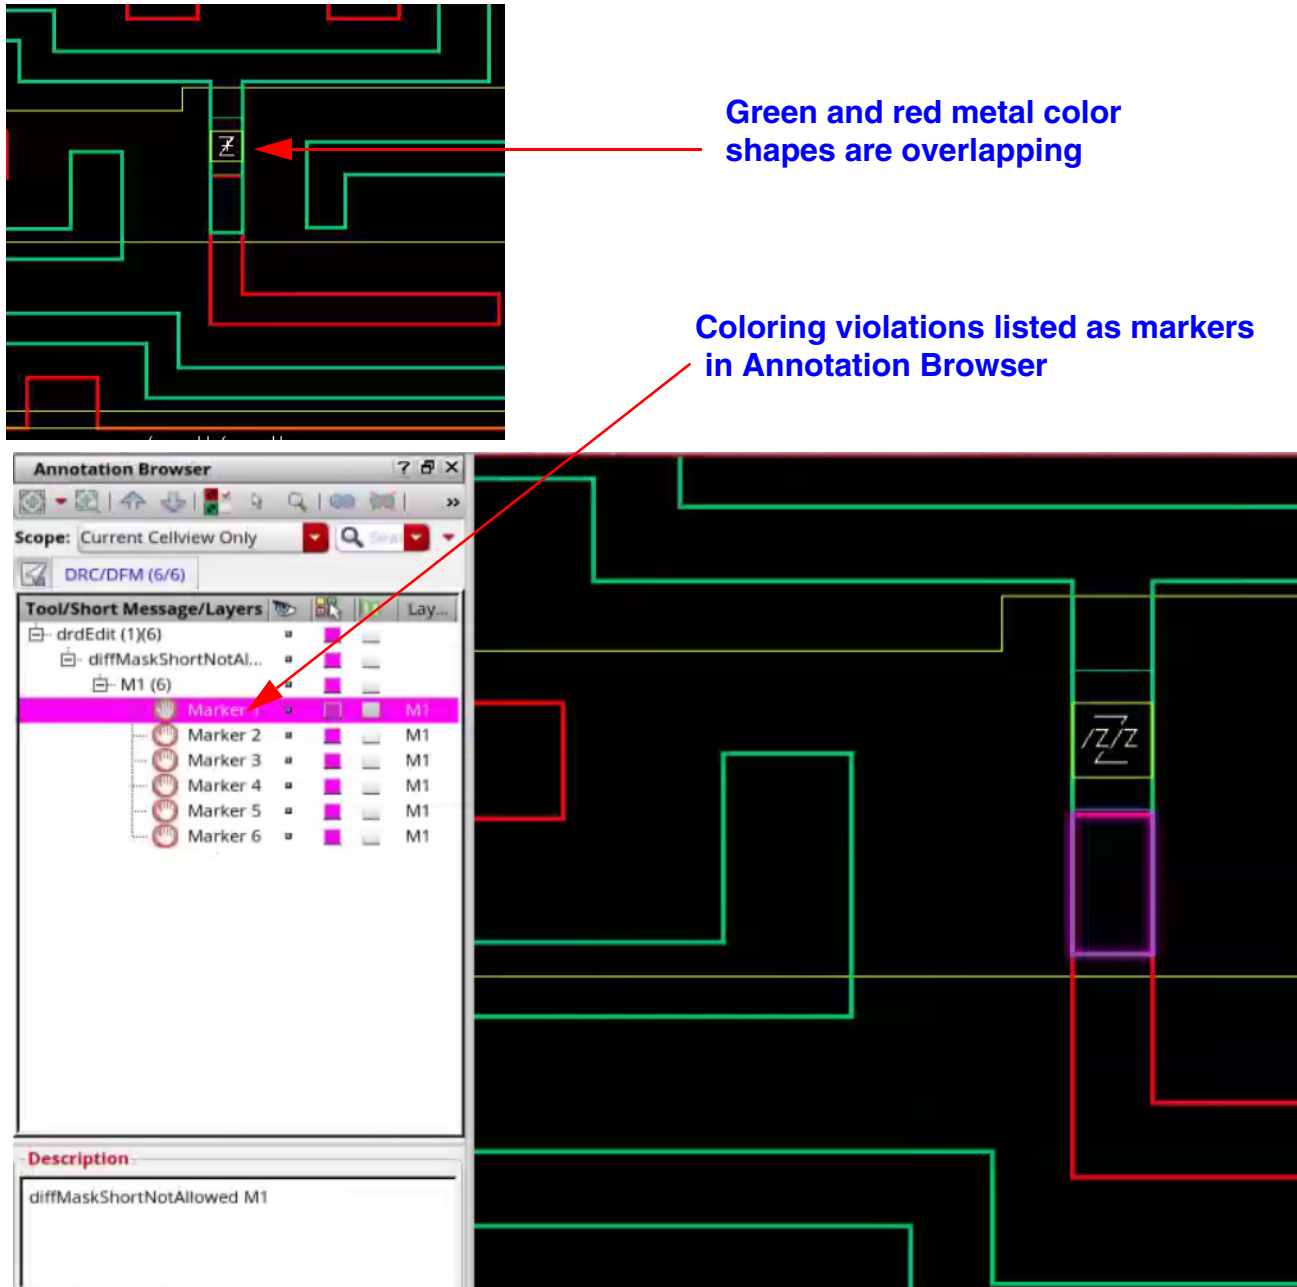 Green and red metal color
shapes are overlapping
Coloring violations listed as markers
in Annotation Browser
Annotation Browser
Scope: Current Cellview Only
DRC/DFM (6/6)
Tool/Short Message/Layers Lay...
drdEdit (1)(6)
diffMaskShortNotAl...
M1 (6)
Marker 1 M1
Marker 2 M1
Marker 3 M1
Marker 4 M1
Marker 5 M1
Marker 6 M1
Description
diffMaskShortNotAllowed M1